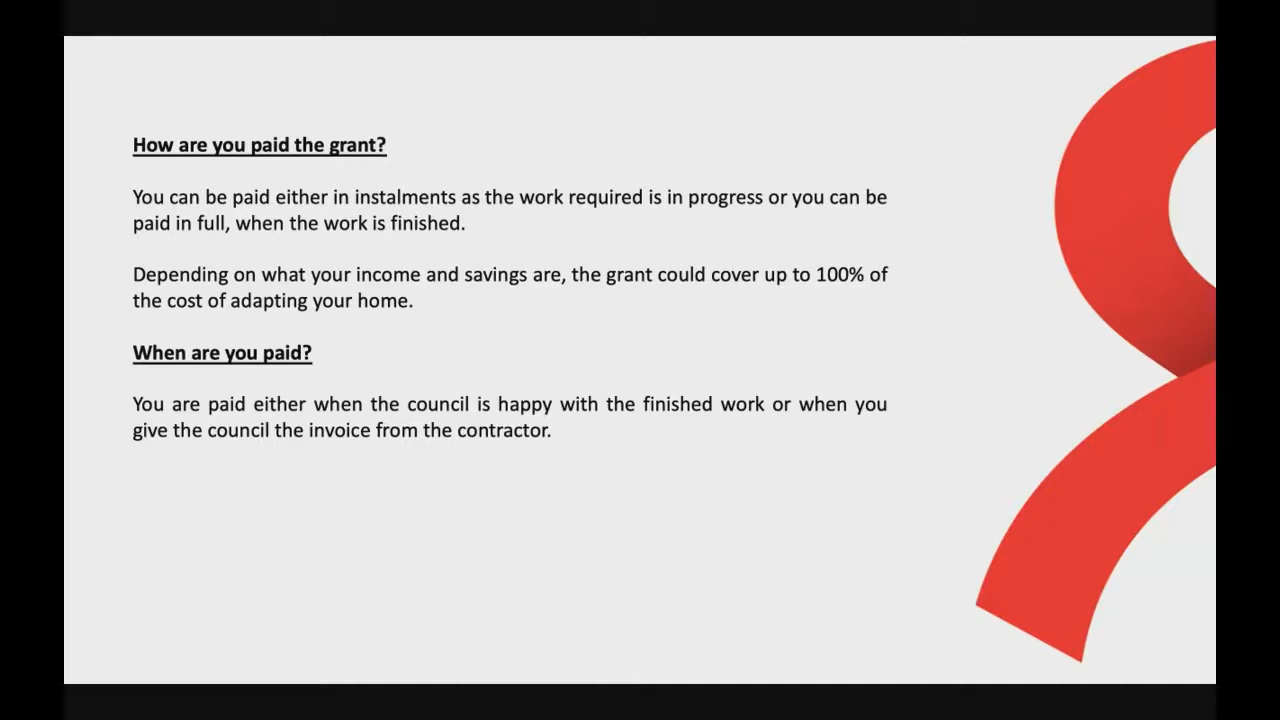 How are you paid the grant?
You can be paid either in instalments as the work required is in progress or you can be
paid in full, when the work is finished.
Depending on what your income and savings are, the grant could cover up to 100% of
the cost of adapting your home.
When are you paid?
You are paid either when the council is happy with the finished work or when you
give the council the invoice from the contractor.